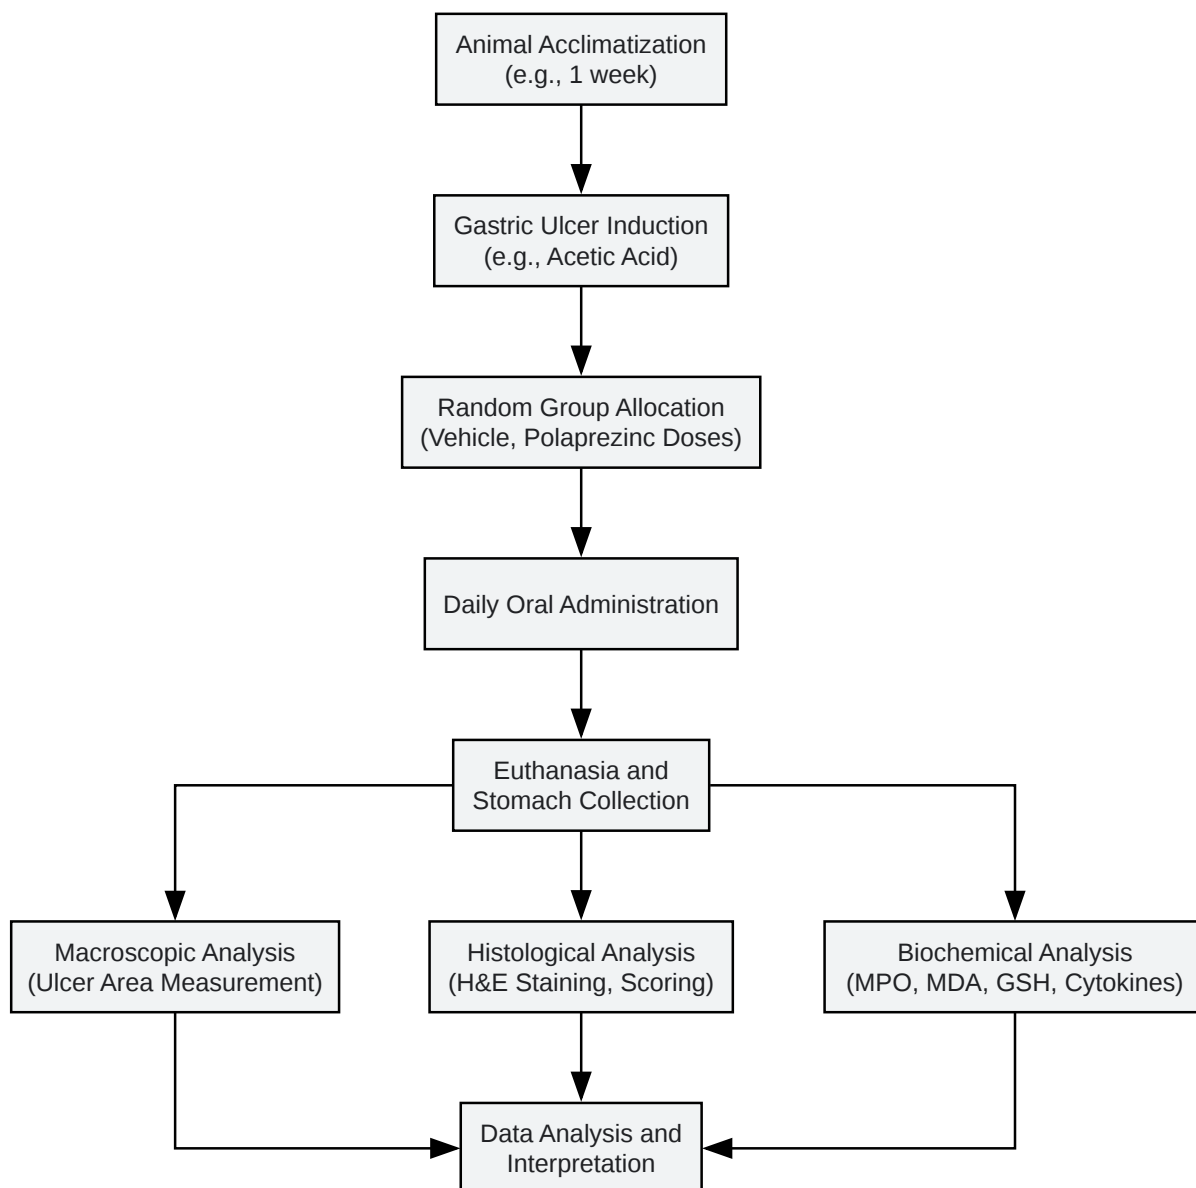 Animal Acclimatization
(e.g., 1 week)
Gastric Ulcer Induction
(e.g., Acetic Acid)
Random Group Allocation
(Vehicle, Polaprezinc Doses)
Daily Oral Administration
Euthanasia and
Stomach Collection
Macroscopic Analysis
(Ulcer Area Measurement)
Histological Analysis
(H&E Staining, Scoring)
Biochemical Analysis
(MPO, MDA, GSH, Cytokines)
Data Analysis and
Interpretation